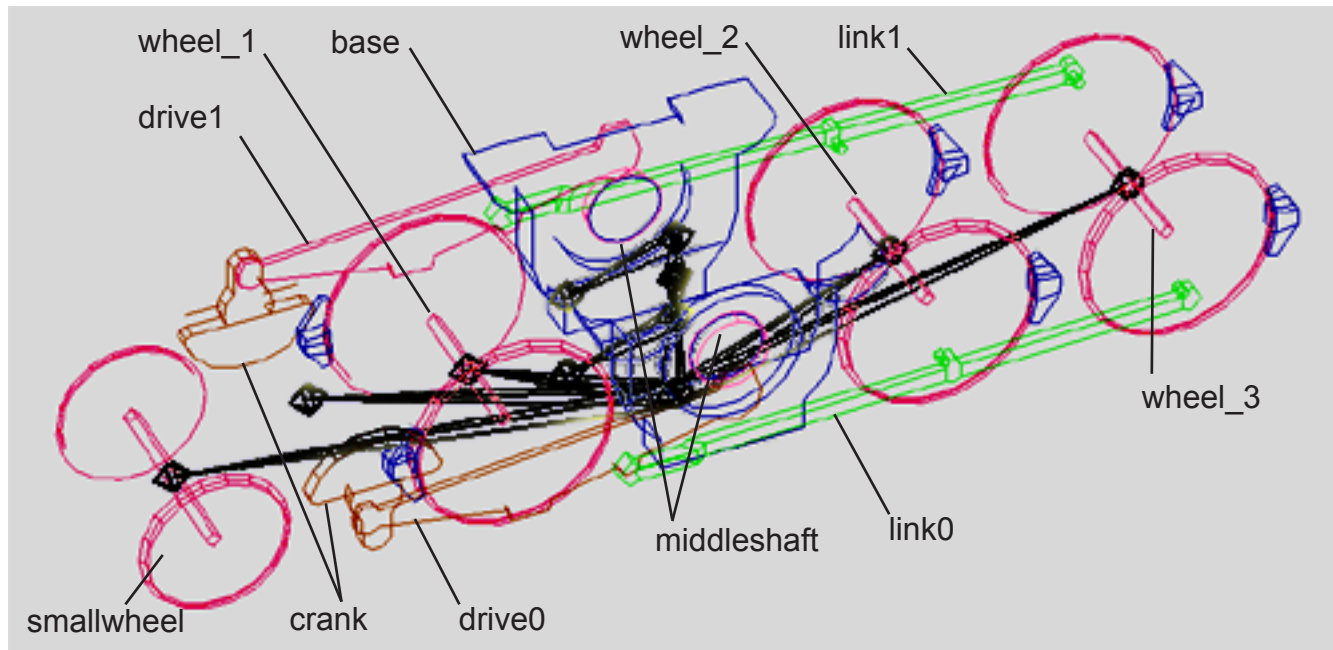 wheel_1
base
wheel_2
link1
drive1
wheel_3
link0
middleshaft
smallwheel
crank
drive0